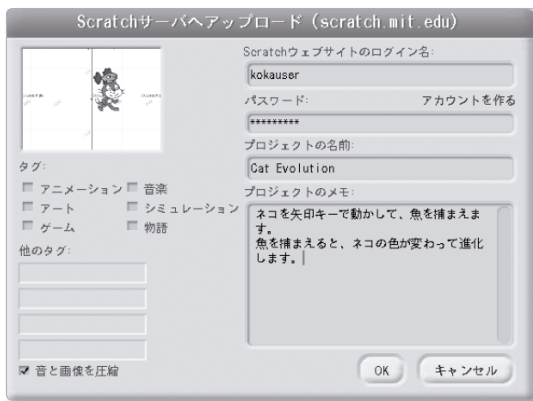 Scratchサーバへアップロード (scratch.mit.edu)
Scratchウェブサイトのログイン名:
kokauser
パスワード: アカウントを作る
*********
プロジェクトの名前:
Cat Evolution
プロジェクトのメモ:
ネコを矢印キーで動かして、魚を捕まえま
す。
魚を捕まえると、ネコの色が変わって進化
します。
タグ:
アニメーション 音楽
アート シミュレーション
ゲーム 物語
他のタグ:
音と画像を圧縮
OK キャンセル